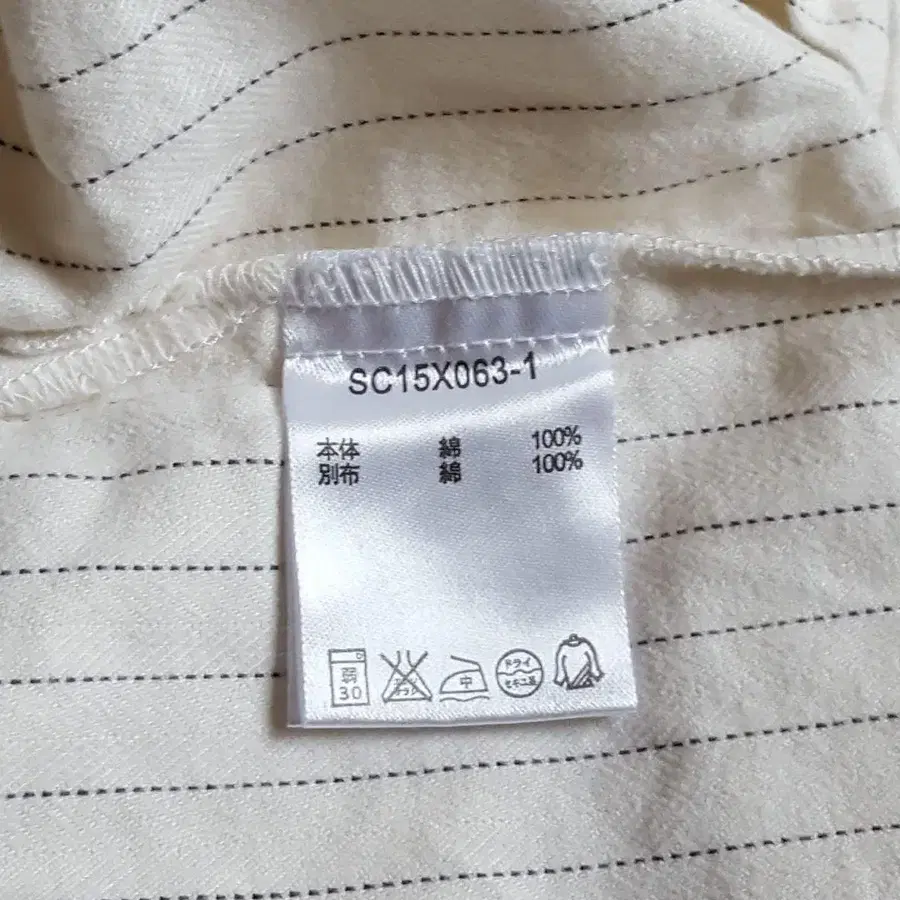 SC15X063-1
本体 綿 100%
別布 綿 100%
弱 中 ドライ
30 セキユ系